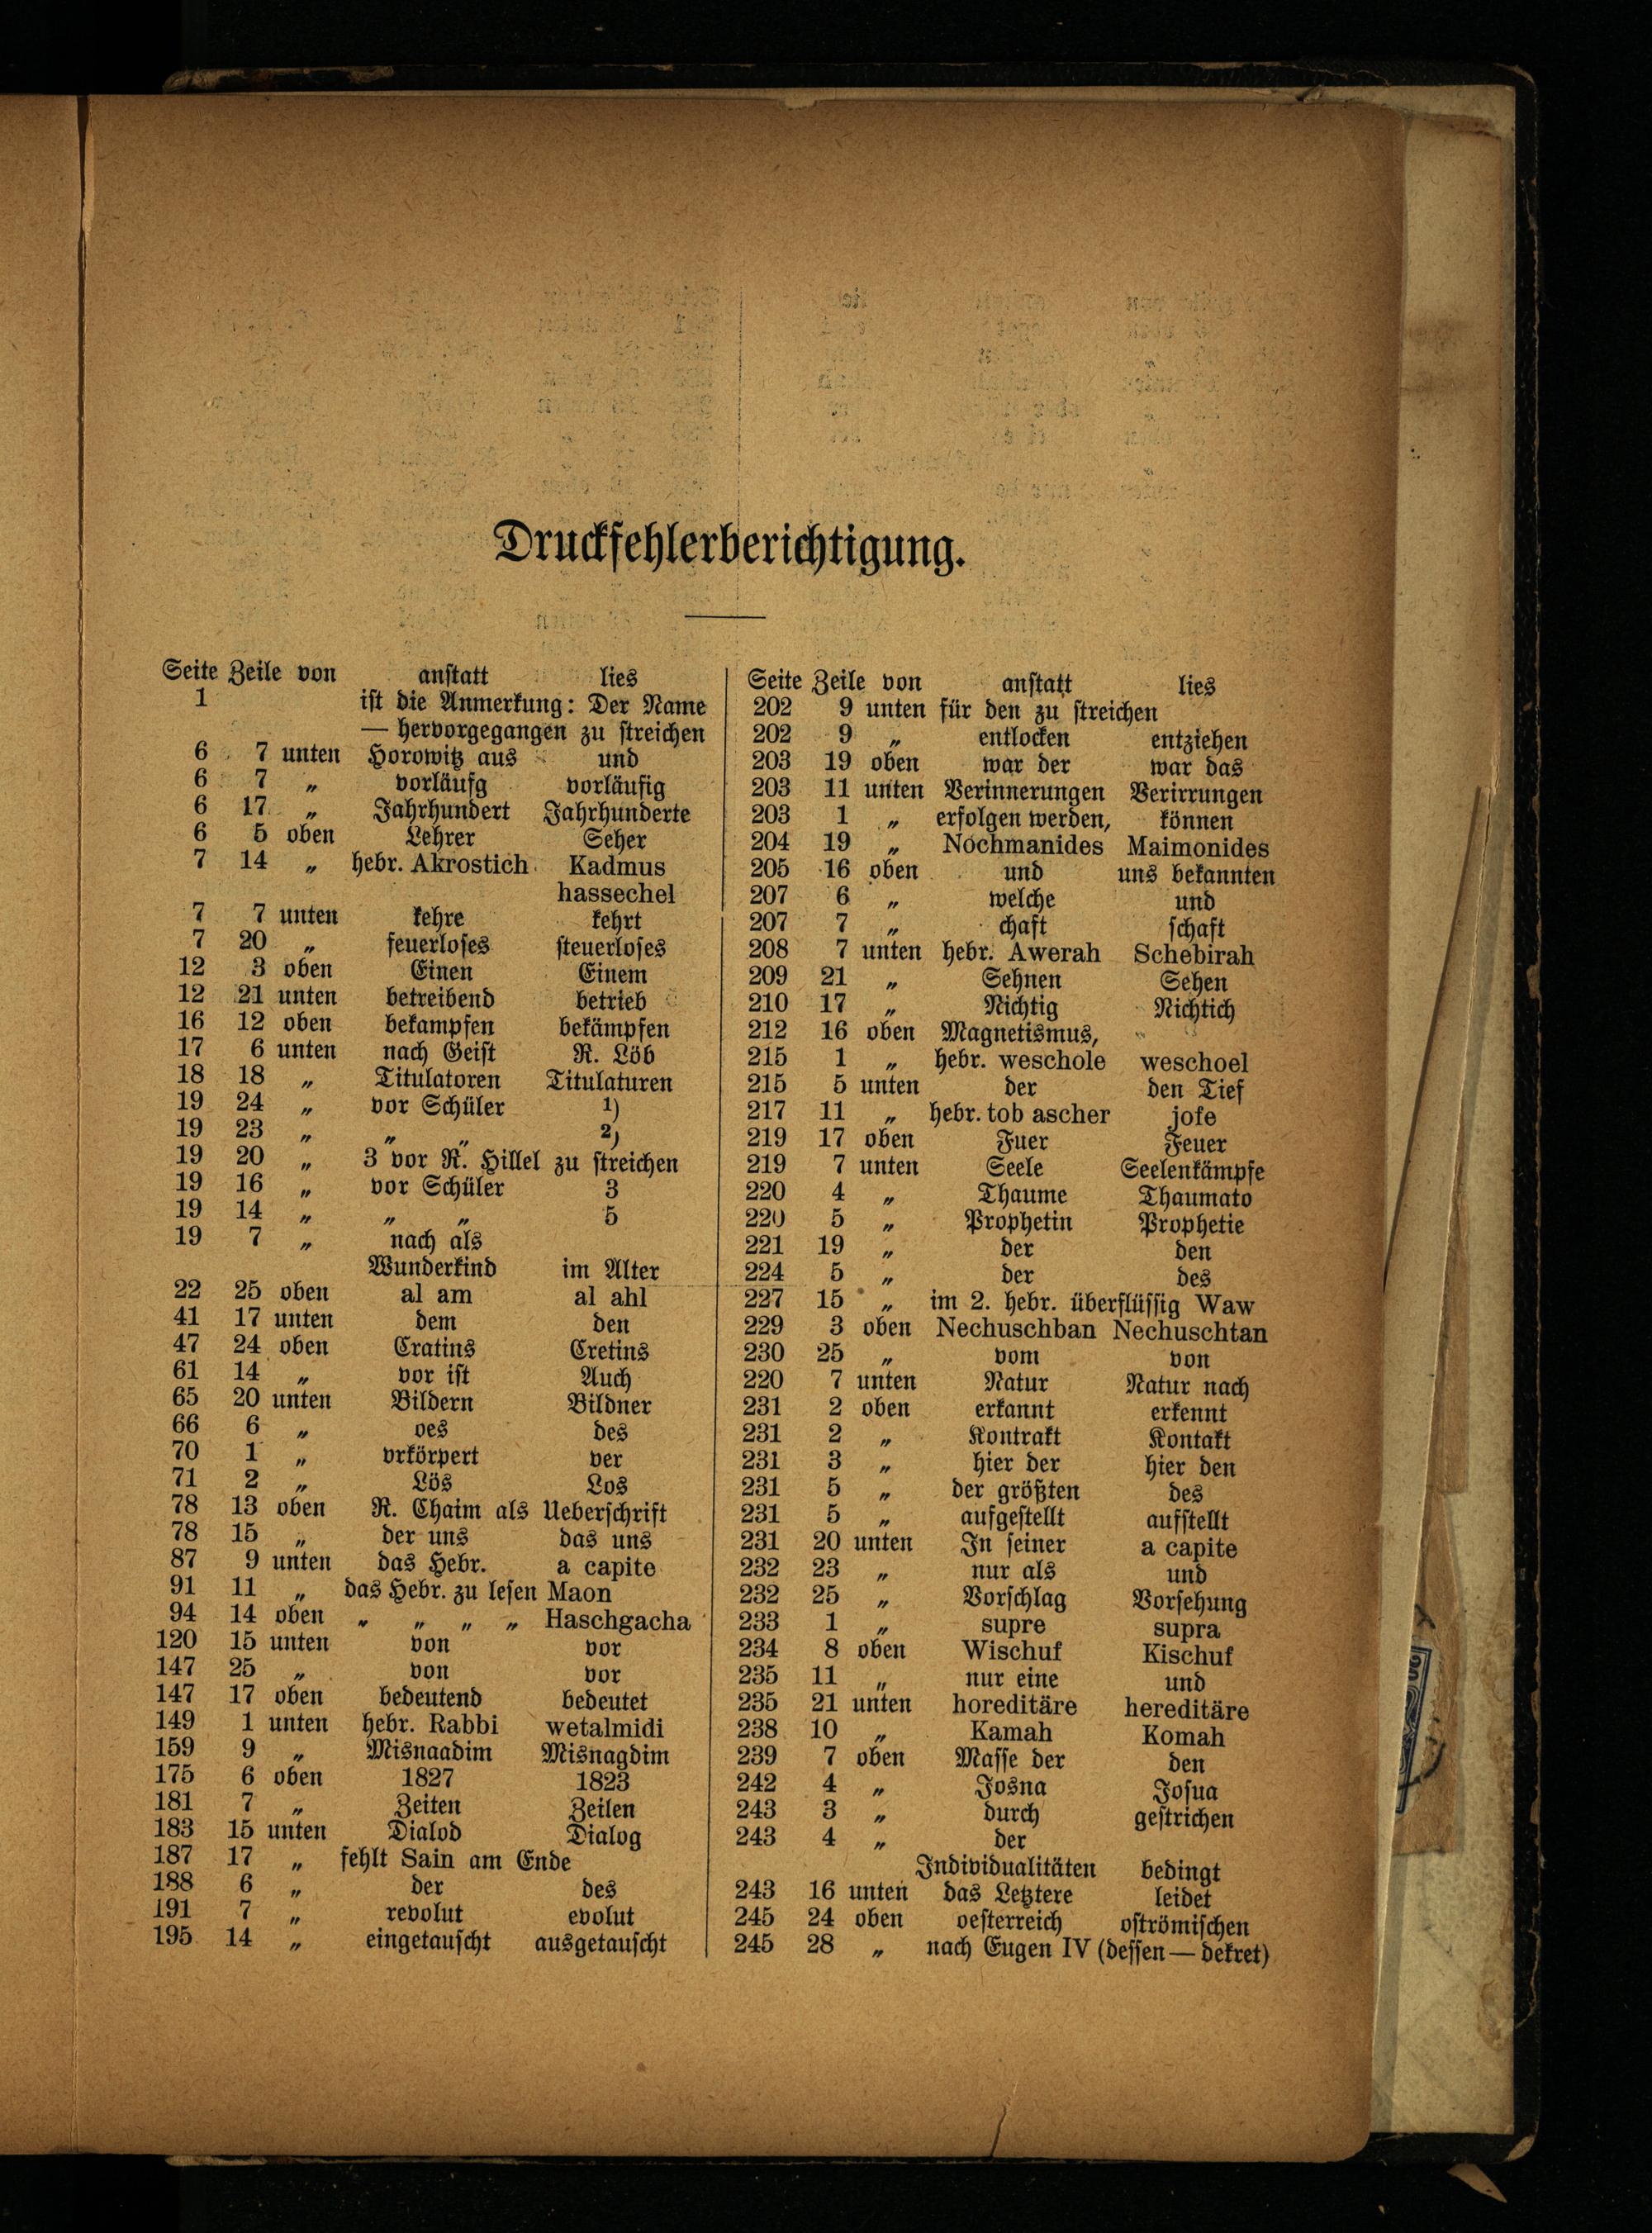 Druckfehlerberichtigung.
Seite Zeile von anstatt lies
1 ist die Anmerkung: Der Name
— hervorgegangen zu streichen
6 7 unten Horowitz aus und
6 7 „ vorläufg vorläufig
6 17 „ Jahrhundert Jahrhunderte
6 5 oben Lehrer Seher
7 14 „ hebr. Akrostich Kadmus
hassechel
7 7 unten kehre kehrt
7 20 „ feuerloses steuerloses
12 3 oben Einen Einem
12 21 unten betreibend betrieb
16 12 oben bekampfen bekämpfen
17 6 unten nach Geist R. Löb
18 18 „ Titulatoren Titulaturen
19 24 „ vor Schüler 1)
19 23 „ „ „ 2)
19 20 „ 3 vor R. Hillel zu streichen
19 16 „ vor Schüler 3
19 14 „ „ „ 5
19 7 „ nach als
Wunderkind im Alter
22 25 oben al am al ahl
41 17 unten dem den
47 24 oben Cratins Cretins
61 14 „ vor ist Auch
65 20 unten Bildern Bildner
66 6 „ oes des
70 1 „ vrkörpert ver
71 2 „ Lös Los
78 13 oben R. Chaim als Ueberschrift
78 15 „ der uns das uns
87 9 unten das Hebr. a capite
91 11 „ das Hebr. zu lesen Maon
94 14 oben „ „ „ „ Haschgacha
120 15 unten von vor
147 25 „ von vor
147 17 oben bedeutend bedeutet
149 1 unten hebr. Rabbi wetalmidi
159 9 „ Misnaadim Misnagdim
175 6 oben 1827 1823
181 7 „ Zeiten Zeilen
183 15 unten Dialod Dialog
187 17 „ fehlt Sain am Ende
188 6 „ der des
191 7 „ revolut evolut
195 14 „ eingetauscht ausgetauscht
Seite Zeile von anstatt lies
202 9 unten für den zu streichen
202 9 „ entlocken entziehen
203 19 oben war der war das
203 11 unten Verinnerungen Verirrungen
203 1 „ erfolgen werden, können
204 19 „ Nochmanides Maimonides
205 16 oben und uns bekannten
207 6 „ welche und
207 7 „ chaft schaft
208 7 unten hebr. Awerah Schebirah
209 21 „ Sehnen Sehen
210 17 „ Nichtig Nichtich
212 16 oben Magnetismus,
215 1 „ hebr. weschole weschoel
215 5 unten der den Tief
217 11 „ hebr. tob ascher jofe
219 17 oben Fuer Feuer
219 7 unten Seele Seelenkämpfe
220 4 „ Thaume Thaumato
220 5 „ Prophetin Prophetie
221 19 „ der den
224 5 „ der des
227 15 „ im 2. hebr. überflüssig Waw
229 3 oben Nechuschban Nechuschtan
230 25 „ vom von
220 7 unten Natur Natur nach
231 2 oben erkannt erkennt
231 2 „ Kontrakt Kontakt
231 3 „ hier der hier den
231 5 „ der größten des
231 5 „ aufgestellt aufstellt
231 20 unten In seiner a capite
232 23 „ nur als und
232 25 „ Vorschlag Vorsehung
233 1 „ supre supra
234 8 oben Wischuf Kischuf
235 11 „ nur eine und
235 21 unten horeditäre hereditäre
238 10 „ Kamah Komah
239 7 oben Masse der den
242 4 „ Josna Josua
243 3 „ durch gestrichen
243 4 „ der
Individualitäten bedingt
243 16 unten das Letztere leidet
245 24 oben oesterreich oströmischen
245 28 „ nach Eugen IV (dessen — dekret)